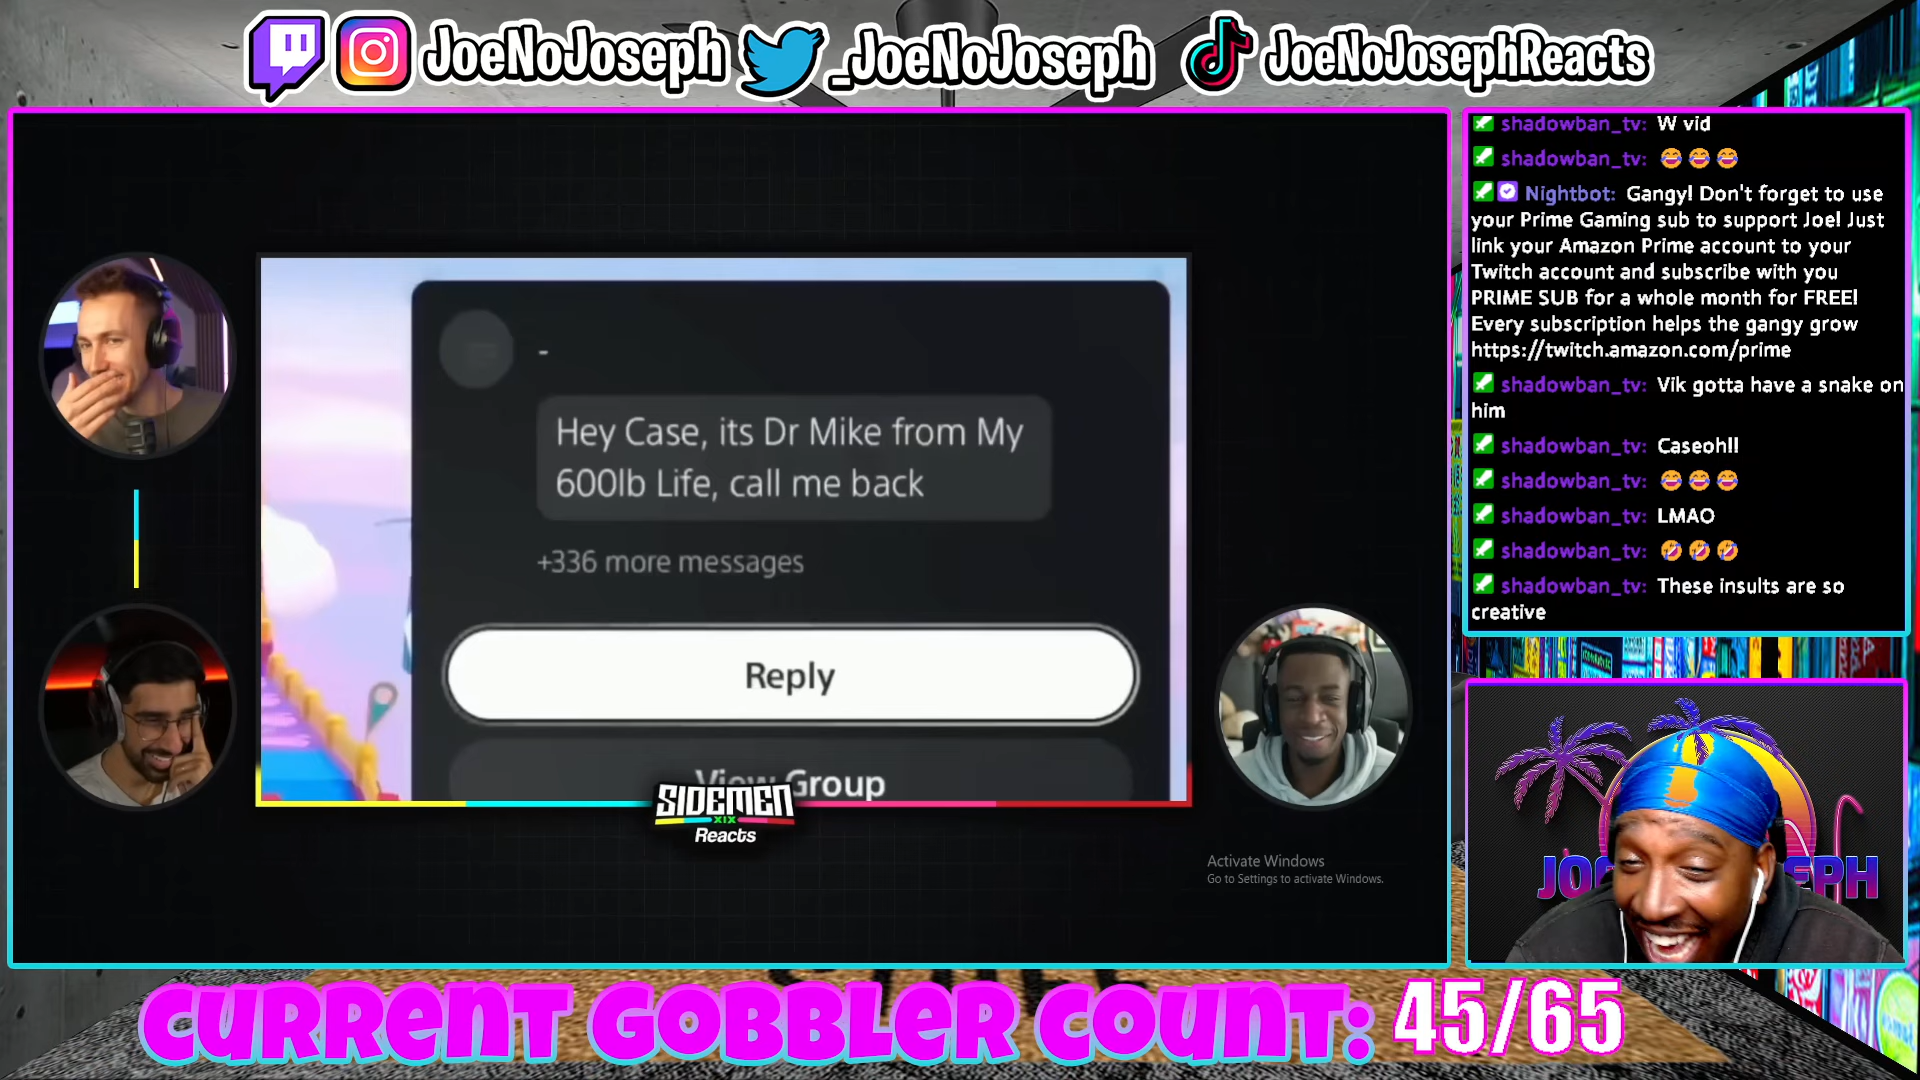 JoeNoJoseph
_JoeNoJoseph
JoeNoJosephReacts
shadowban_tv: W vid
shadowban_tv: 😂😂😂
Nightbot: Gangy! Don't forget to use
your Prime Gaming sub to support Joe! Just
link your Amazon Prime account to your
Twitch account and subscribe with you
PRIME SUB for a whole month for FREE!
Every subscription helps the gangy grow
https://twitch.amazon.com/prime
shadowban_tv: Vik gotta have a snake on
him
shadowban_tv: Caseoh!!
shadowban_tv: 😂😂😂
shadowban_tv: LMAO
shadowban_tv: 🤣🤣🤣
shadowban_tv: These insults are so
creative
-
Hey Case, its Dr Mike from My
600lb Life, call me back
+336 more messages
Reply
View Group
SIDEMEN
XIX
Reacts
Activate Windows
Go to Settings to activate Windows.
CURRENT GOBBLER COUNT: 45/65